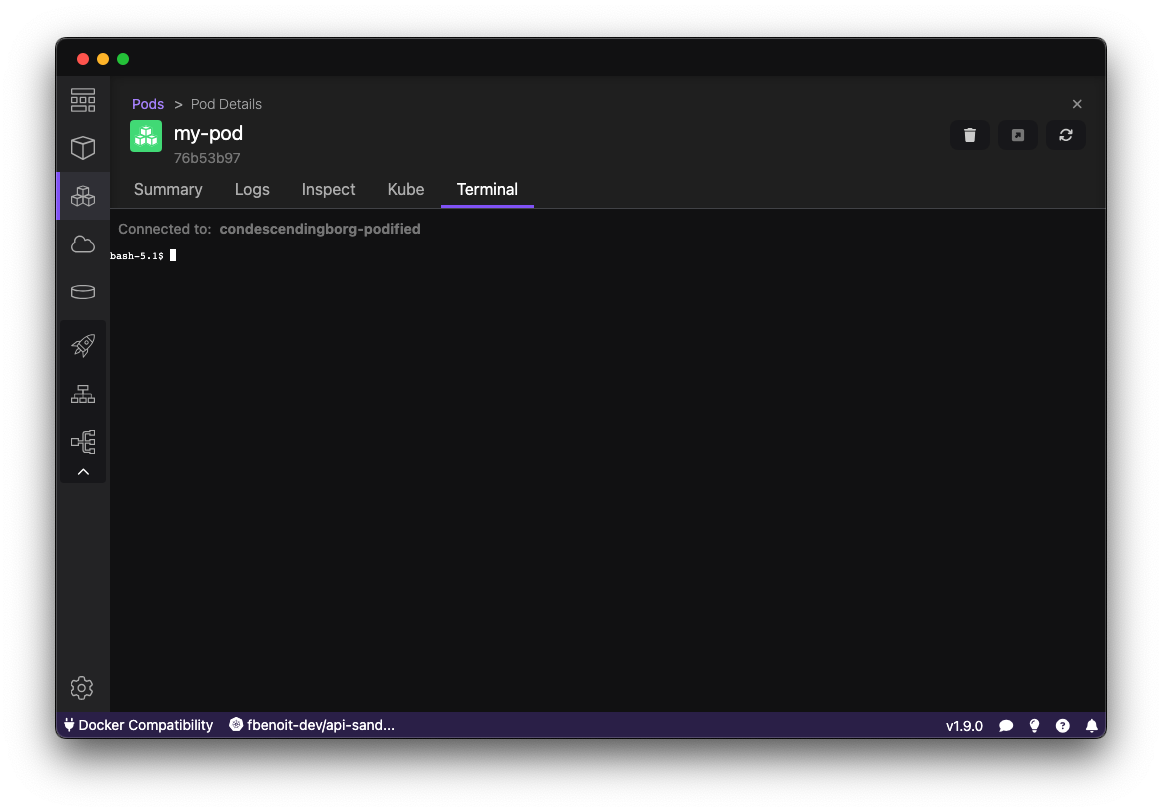 Pods > Pod Details
my-pod
76b53b97
Summary Logs Inspect Kube Terminal
Connected to: condescendingborg-podified
bash-5.1$
Docker Compatibility fbenoit-dev/api-sand... v1.9.0